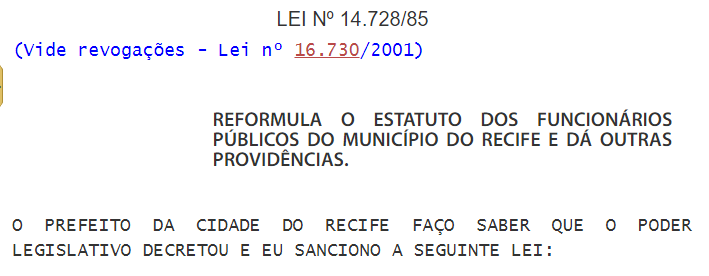 LEI Nº 14.728/85
(Vide revogações - Lei nº 16.730/2001)
REFORMULA O ESTATUTO DOS FUNCIONÁRIOS
PÚBLICOS DO MUNICÍPIO DO RECIFE E DÁ OUTRAS
PROVIDÊNCIAS.
O PREFEITO DA CIDADE DO RECIFE FAÇO SABER QUE O PODER
LEGISLATIVO DECRETOU E EU SANCIONO A SEGUINTE LEI: